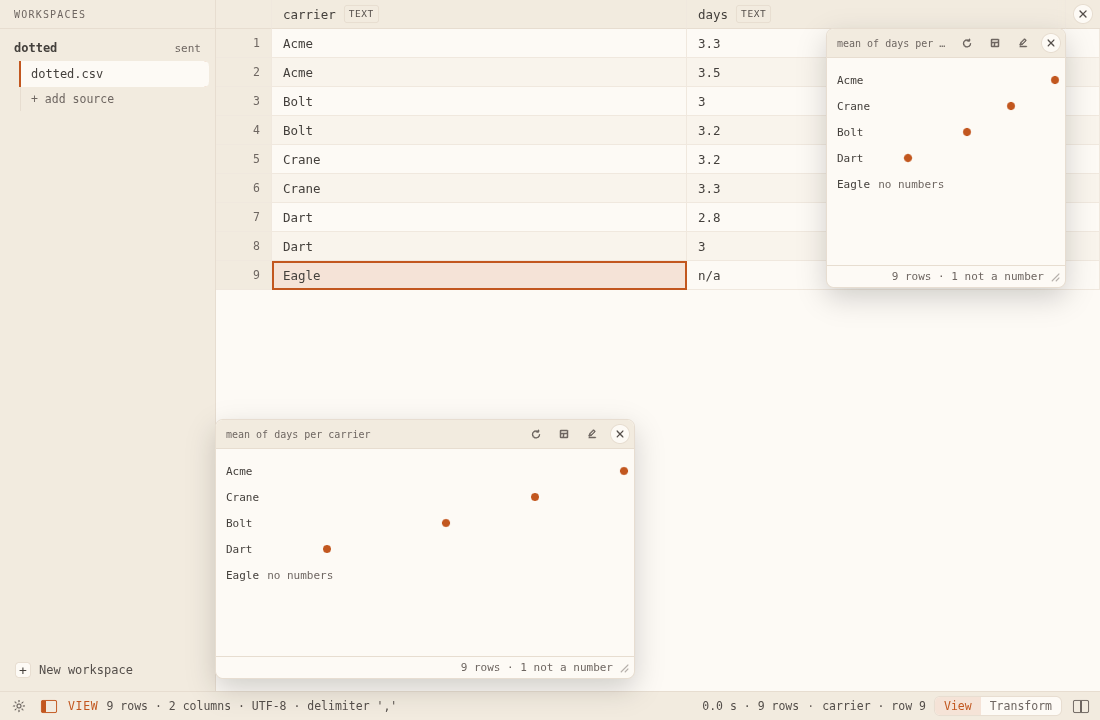 WORKSPACES
dotted sent
dotted.csv
+ add source
carrier TEXT days TEXT
1 Acme 3.3
2 Acme 3.5
3 Bolt 3
4 Bolt 3.2
5 Crane 3.2
6 Crane 3.3
7 Dart 2.8
8 Dart 3
9 Eagle n/a
mean of days per …
Acme
Crane
Bolt
Dart
Eagle no numbers
9 rows · 1 not a number
mean of days per carrier
Acme
Crane
Bolt
Dart
Eagle no numbers
9 rows · 1 not a number
+ New workspace
VIEW 9 rows · 2 columns · UTF-8 · delimiter ',' 0.0 s · 9 rows · carrier · row 9 View Transform